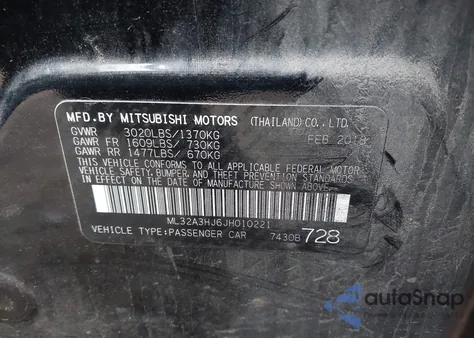 MFD.BY MITSUBISHI MOTORS (THAILAND) CO., LTD.
GVWR 3020LBS/1370KG FEB 2018
GAWR FR 1609LBS/ 730KG
GAWR RR 1477LBS/ 670KG
THIS VEHICLE CONFORMS TO ALL APPLICABLE FEDERAL MOTOR
VEHICLE SAFETY, BUMPER, AND THEFT PREVENTION STANDARDS
IN EFFECT ON THE DATE OF MANUFACTURE SHOWN ABOVE.
ML32A3HJ6JH010221
VEHICLE TYPE:PASSENGER CAR 7430B 728
autoSnap